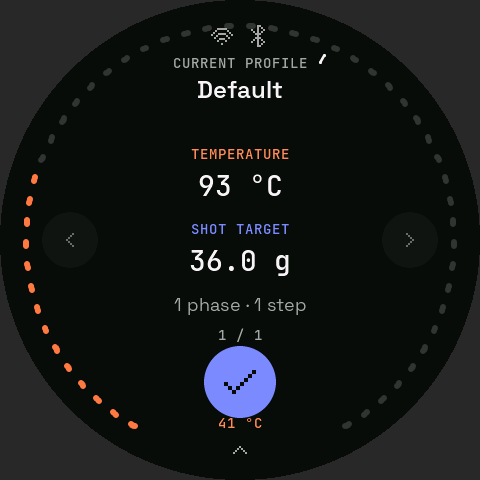 CURRENT PROFILE
Default
TEMPERATURE
93 °C
SHOT TARGET
36.0 g
1 phase · 1 step
1 / 1
41 °C